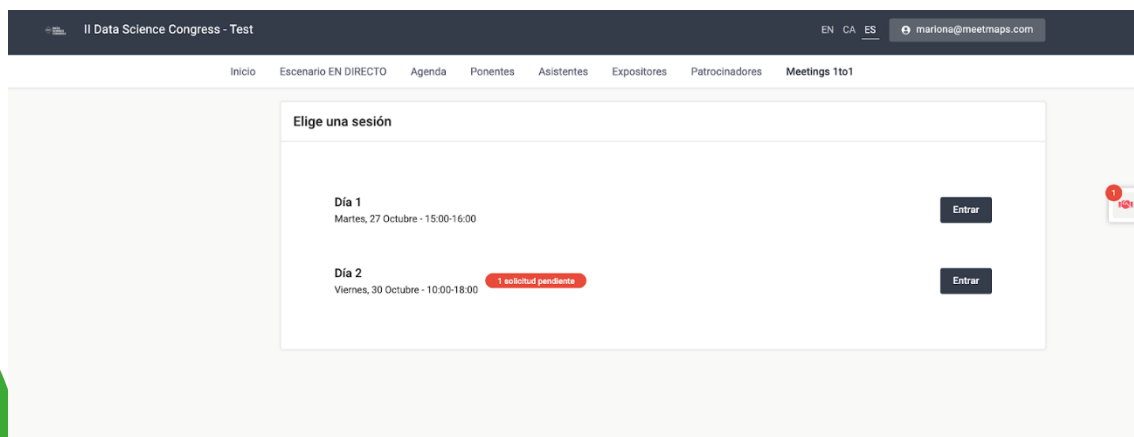 II Data Science Congress - Test
EN CA ES mariona@meetmaps.com
Inicio Escenario EN DIRECTO Agenda Ponentes Asistentes Expositores Patrocinadores Meetings 1to1
Elige una sesión
Día 1
Martes, 27 Octubre - 15:00-16:00
Entrar
1
Día 2
Viernes, 30 Octubre - 10:00-18:00
1 solicitud pendiente
Entrar